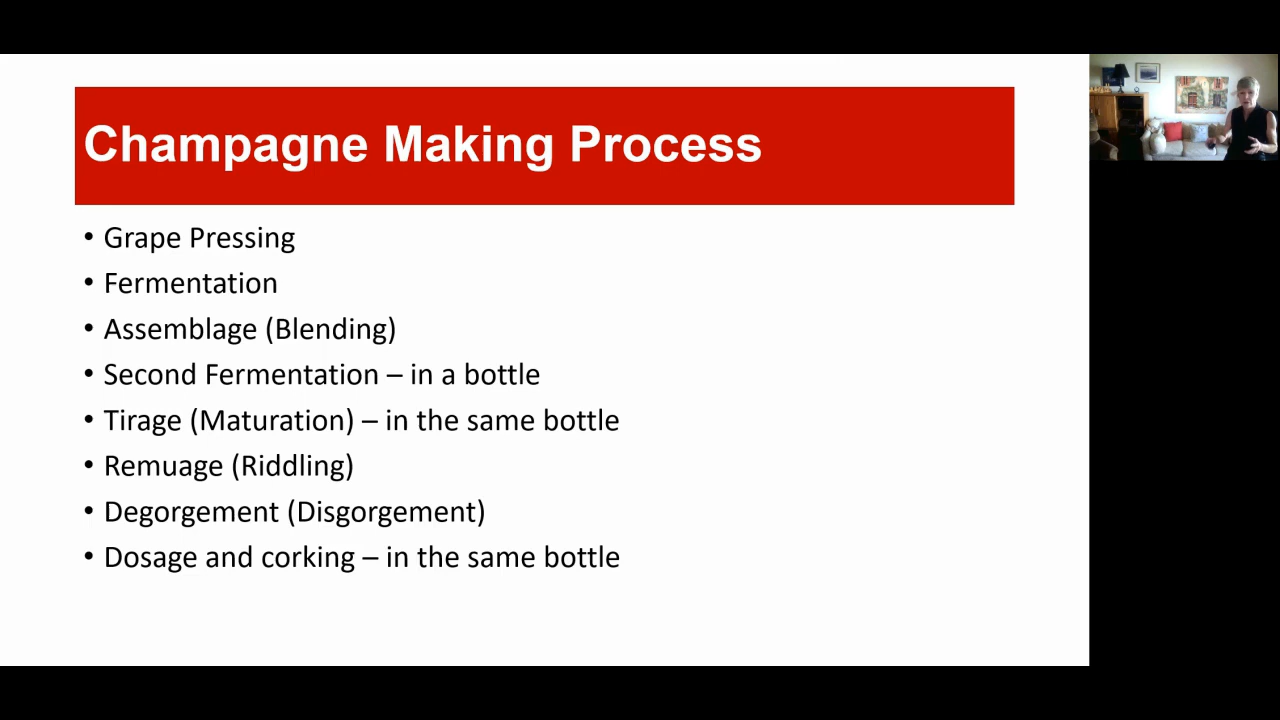 Champagne Making Process
• Grape Pressing
• Fermentation
• Assemblage (Blending)
• Second Fermentation – in a bottle
• Tirage (Maturation) – in the same bottle
• Remuage (Riddling)
• Degorgement (Disgorgement)
• Dosage and corking – in the same bottle